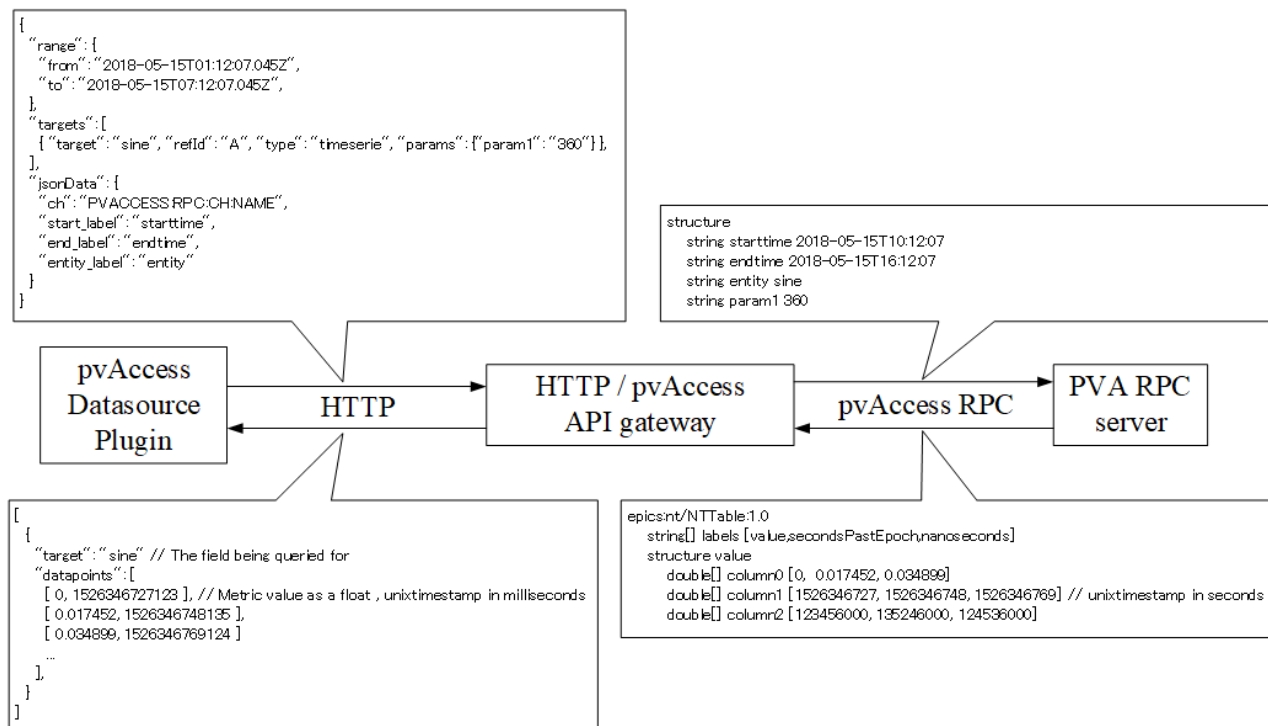 {
"range": {
"from": "2018-05-15T01:12:07.045Z",
"to": "2018-05-15T07:12:07.045Z",
},
"targets": [
{ "target": "sine", "refId": "A", "type": "timeserie", "params": {"param1": "360"} },
],
"jsonData": {
"ch": "PVACCESS:RPC:CH:NAME",
"start_label": "starttime",
"end_label": "endtime",
"entity_label": "entity"
}
}
structure
string starttime 2018-05-15T10:12:07
string endtime 2018-05-15T16:12:07
string entity sine
string param1 360
pvAccess
Datasource
Plugin
HTTP
HTTP / pvAccess
API gateway
pvAccess RPC
PVA RPC
server
[
{
"target": "sine" // The field being queried for
"datapoints": [
[ 0, 1526346727123 ], // Metric value as a float , unixtimestamp in milliseconds
[ 0.017452, 1526346748135 ],
[ 0.034899, 1526346769124 ]
...
],
}
]
epics:nt/NTTable:1.0
string[] labels [value,secondsPastEpoch,nanoseconds]
structure value
double[] column0 [0, 0.017452, 0.034899]
double[] column1 [1526346727, 1526346748, 1526346769] // unixtimestamp in seconds
double[] column2 [123456000, 135246000, 124536000]